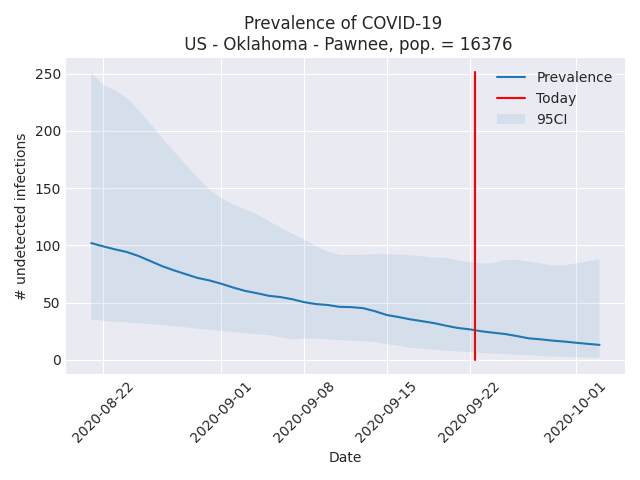 Prevalence of COVID-19
US - Oklahoma - Pawnee, pop. = 16376
250
200
150
100
50
0
# undetected infections
Prevalence
Today
95CI
2020-08-22
2020-09-01
2020-09-08
2020-09-15
2020-09-22
2020-10-01
Date